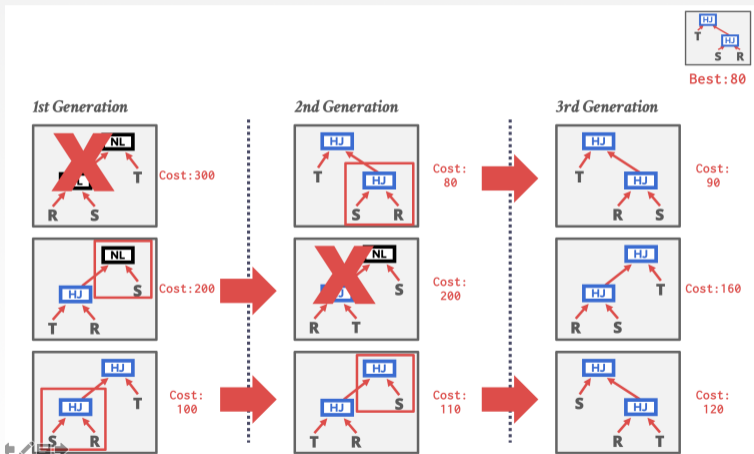 HJ
T
HJ
S R
Best:80
1st Generation
2nd Generation
3rd Generation
NL
T
R S
Cost:300
HJ
T
HJ
S R
Cost:
80
HJ
T
HJ
R S
Cost:
90
NL
HJ
S
T R
Cost:200
NL
HJ
S
R T
Cost:
200
HJ
HJ
T
R S
Cost:160
HJ
HJ
T
S R
Cost:
100
HJ
HJ
S
T R
Cost:
110
HJ
S
HJ
R T
Cost:
120